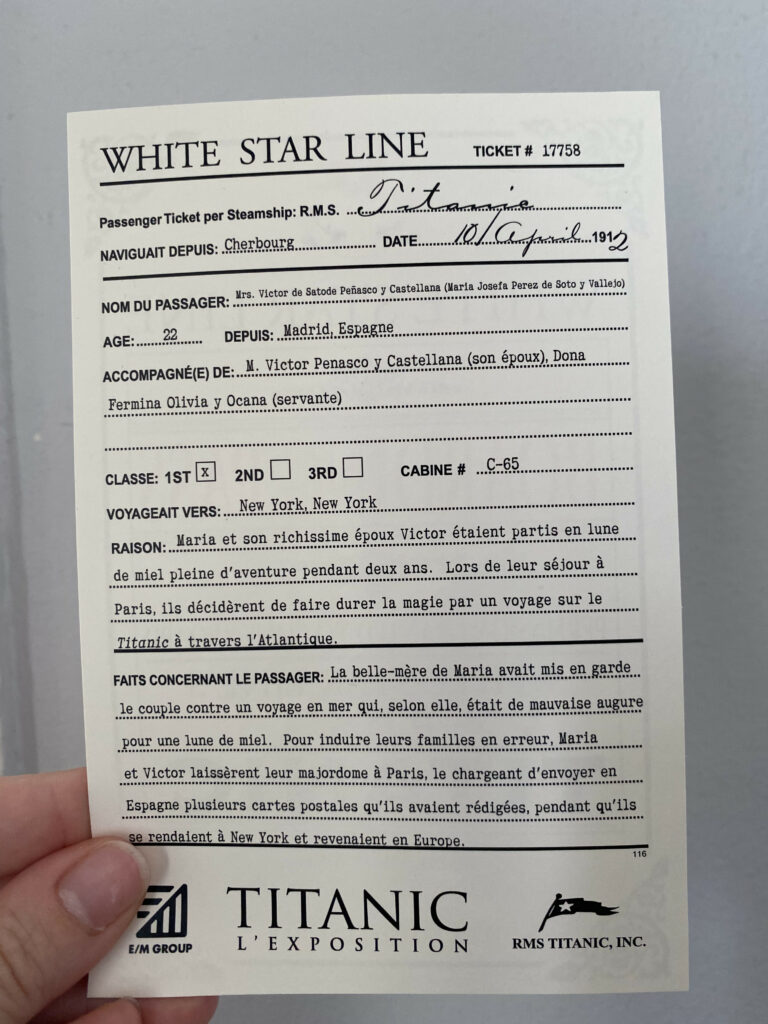 WHITE STAR LINE TICKET # 17758
Passenger Ticket per Steamship: R.M.S. Titanic
NAVIGUAIT DEPUIS: Cherbourg DATE 10/April 1912
NOM DU PASSAGER: Mrs. Victor de Satode Peñasco y Castellana (Maria Josefa Perez de Soto y Vallejo)
AGE: 22 DEPUIS: Madrid, Espagne
ACCOMPAGNÉ(E) DE: M. Victor Penasco y Castellana (son époux), Dona
Fermina Olivia y Ocana (servante)
CLASSE: 1ST x 2ND 3RD CABINE # C-65
VOYAGEAIT VERS: New York, New York
RAISON: Maria et son richissime époux Victor étaient partis en lune
de miel pleine d'aventure pendant deux ans. Lors de leur séjour à
Paris, ils décidèrent de faire durer la magie par un voyage sur le
Titanic à travers l'Atlantique.
FAITS CONCERNANT LE PASSAGER: La belle-mère de Maria avait mis en garde
le couple contre un voyage en mer qui, selon elle, était de mauvaise augure
pour une lune de miel. Pour induire leurs familles en erreur, Maria
et Victor laissèrent leur majordome à Paris, le chargeant d'envoyer en
Espagne plusieurs cartes postales qu'ils avaient rédigées, pendant qu'ils
se rendaient à New York et revenaient en Europe.
116
E/M GROUP
TITANIC
L'EXPOSITION
RMS TITANIC, INC.